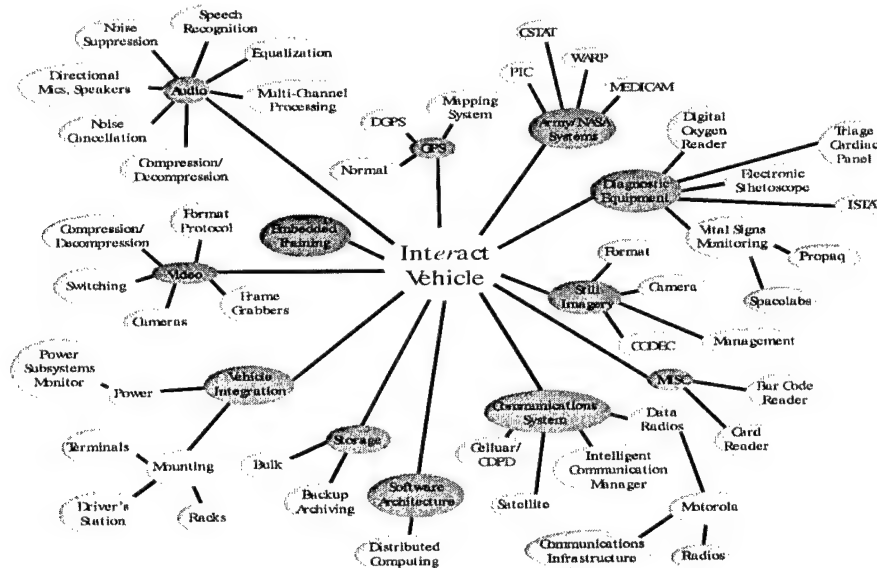 Speech
Recognition
Noise
Suppression
Equalization
Directional
Mics, Speakers
Audio
Multi-Channel
Processing
Noise
Cancellation
Compression/
Decompression
DGPS
Mapping
System
GPS
Normal
CSTAT
PIC
WARP
MEDICAM
Army/NASA
Systems
Digital
Oxygen
Reader
Triage
Cardiac
Panel
Diagnostic
Equipment
Electronic
Sthetoscope
ISTAT
Vital Signs
Monitoring
Propaq
Spacelabs
Compression/
Decompression
Format
Protocol
Embedded
Training
Interact
Vehicle
Video
Switching
Cameras
Frame
Grabbers
Format
Still
Imagery
Camera
CODEC
Management
Power
Subsystems
Monitor
Power
Vehicle
Integration
MISC
Bar Code
Reader
Card
Reader
Terminals
Mounting
Driver's
Station
Racks
Storage
Bulk
Backup
Archiving
Software
Architecture
Distributed
Computing
Communications
System
Data
Radios
Celluar/
CDPD
Intelligent
Communication
Manager
Satellite
Motorola
Communications
Infrastructure
Radios